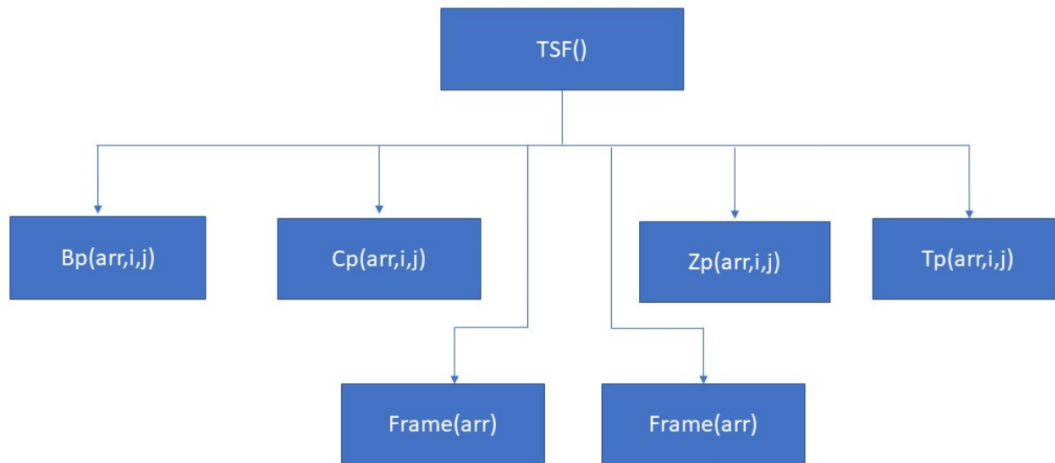 TSF()
Bp(arr,i,j)
Cp(arr,i,j)
Zp(arr,i,j)
Tp(arr,i,j)
Frame(arr)
Frame(arr)